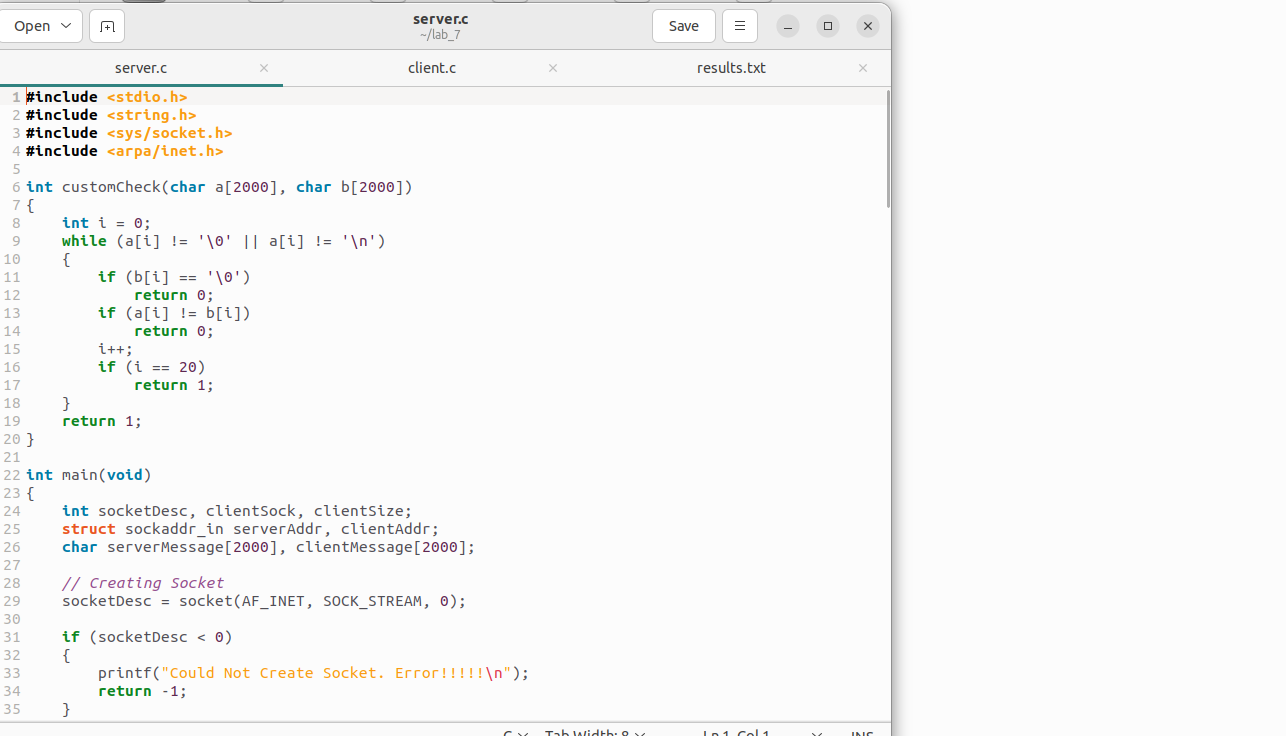 Open
server.c
~/lab_7
Save
server.c
client.c
results.txt
1 #include <stdio.h>
2 #include <string.h>
3 #include <sys/socket.h>
4 #include <arpa/inet.h>
5
6 int customCheck(char a[2000], char b[2000])
7 {
8     int i = 0;
9     while (a[i] != '\0' || a[i] != '\n')
10     {
11         if (b[i] == '\0')
12             return 0;
13         if (a[i] != b[i])
14             return 0;
15         i++;
16         if (i == 20)
17             return 1;
18     }
19     return 1;
20 }
21
22 int main(void)
23 {
24     int socketDesc, clientSock, clientSize;
25     struct sockaddr_in serverAddr, clientAddr;
26     char serverMessage[2000], clientMessage[2000];
27
28     // Creating Socket
29     socketDesc = socket(AF_INET, SOCK_STREAM, 0);
30
31     if (socketDesc < 0)
32     {
33         printf("Could Not Create Socket. Error!!!!!\n");
34         return -1;
35     }
C Tab Width: 8 Ln 1, Col 1 INS